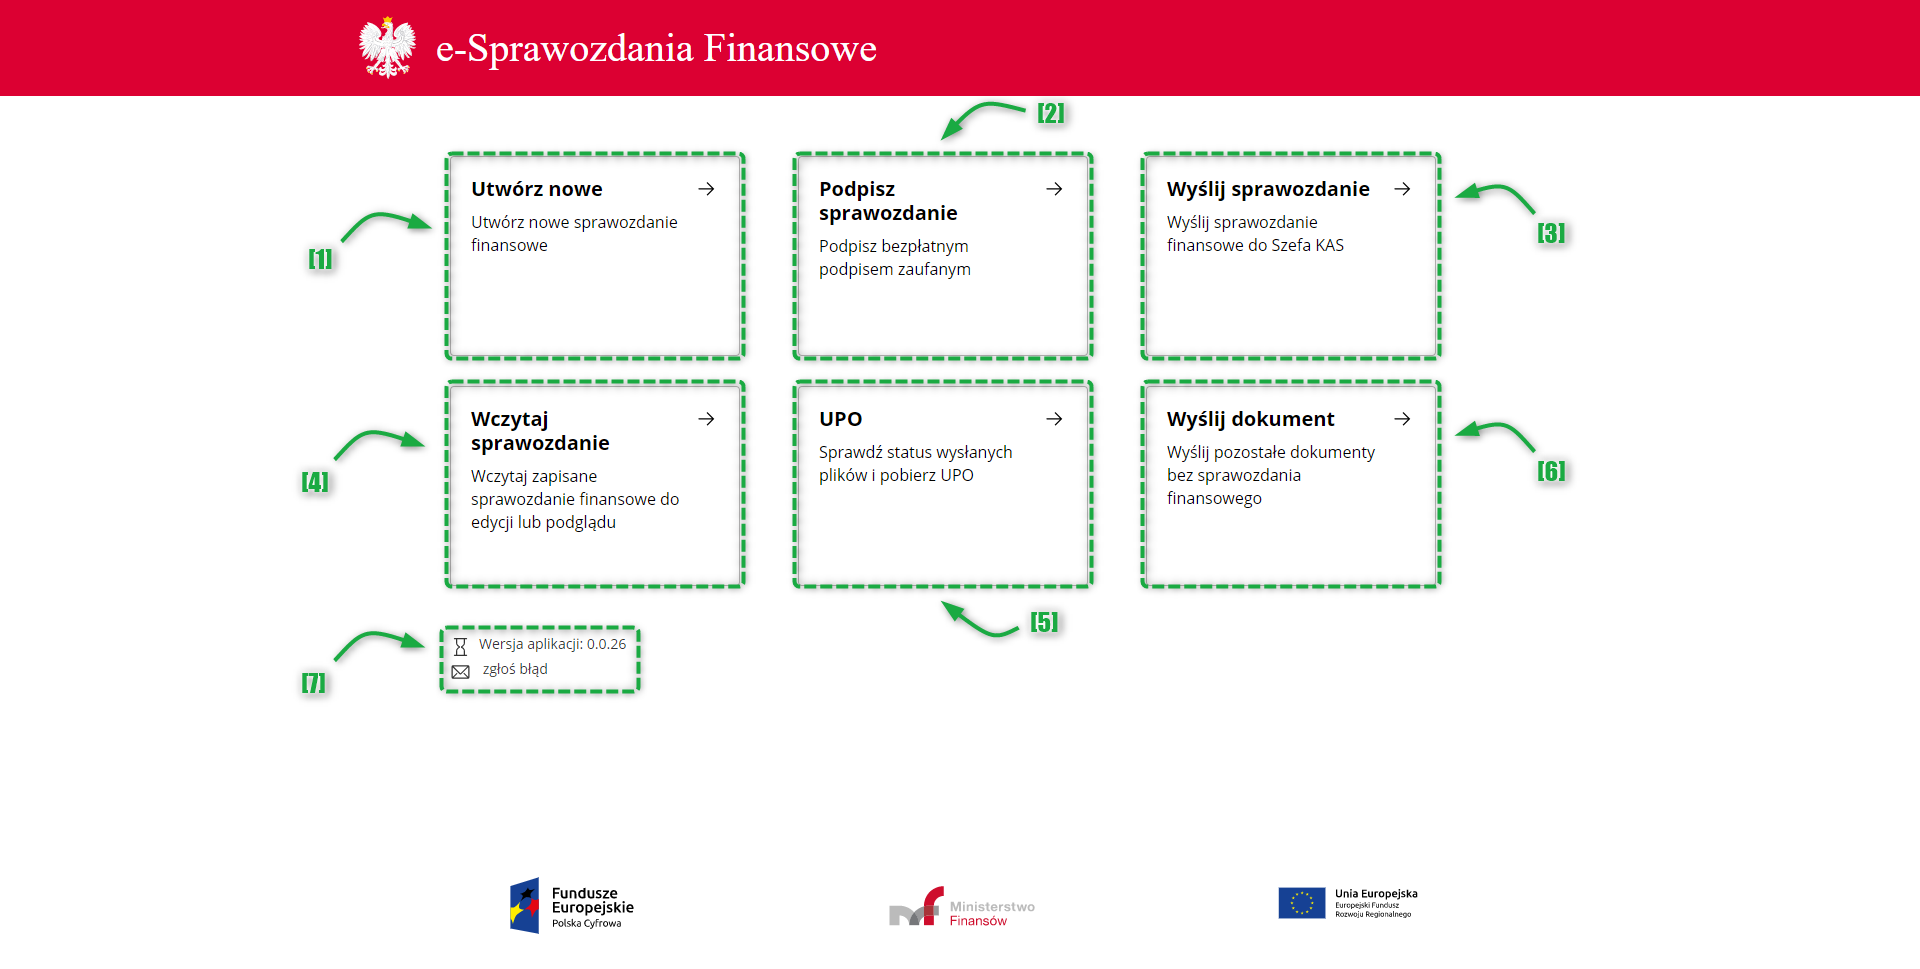 e-Sprawozdania Finansowe
[2]
Utwórz nowe
Utwórz nowe sprawozdanie
finansowe
[1]
Podpisz
sprawozdanie
Podpisz bezpłatnym
podpisem zaufanym
Wyślij sprawozdanie
Wyślij sprawozdanie
finansowe do Szefa KAS
[3]
Wczytaj
sprawozdanie
Wczytaj zapisane
sprawozdanie finansowe do
edycji lub podglądu
[4]
UPO
Sprawdź status wysłanych
plików i pobierz UPO
[5]
Wyślij dokument
Wyślij pozostałe dokumenty
bez sprawozdania
finansowego
[6]
Wersja aplikacji: 0.0.26
zgłoś błąd
[7]
Fundusze
Europejskie
Polska Cyfrowa
mf
Ministerstwo
Finansów
Unia Europejska
Europejski Fundusz
Rozwoju Regionalnego